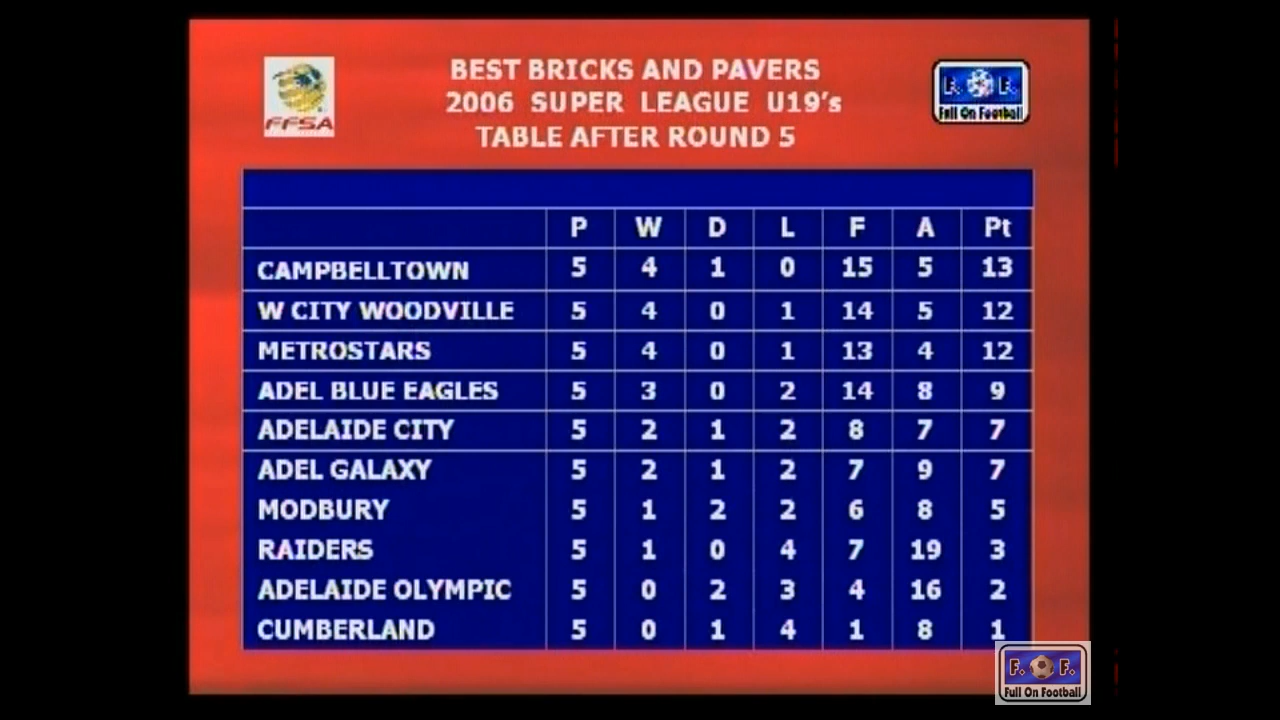 BEST BRICKS AND PAVERS
2006 SUPER LEAGUE U19's
TABLE AFTER ROUND 5
FFSA
F. F.
Full On Football
P W D L F A Pt
CAMPBELLTOWN 5 4 1 0 15 5 13
W CITY WOODVILLE 5 4 0 1 14 5 12
METROSTARS 5 4 0 1 13 4 12
ADEL BLUE EAGLES 5 3 0 2 14 8 9
ADELAIDE CITY 5 2 1 2 8 7 7
ADEL GALAXY 5 2 1 2 7 9 7
MODBURY 5 1 2 2 6 8 5
RAIDERS 5 1 0 4 7 19 3
ADELAIDE OLYMPIC 5 0 2 3 4 16 2
CUMBERLAND 5 0 1 4 1 8 1
F. F.
Full On Football